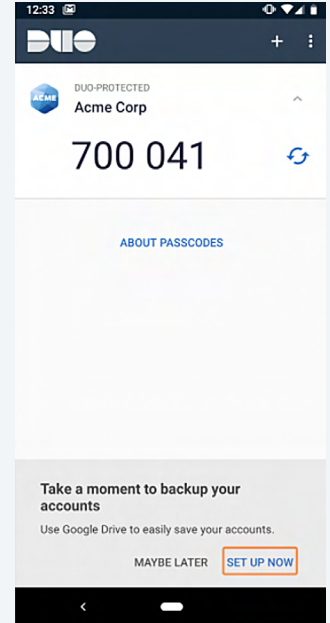 12:33
DUO
DUO-PROTECTED
ACME
Acme Corp
700 041
ABOUT PASSCODES
Take a moment to backup your
accounts
Use Google Drive to easily save your accounts.
MAYBE LATER SET UP NOW